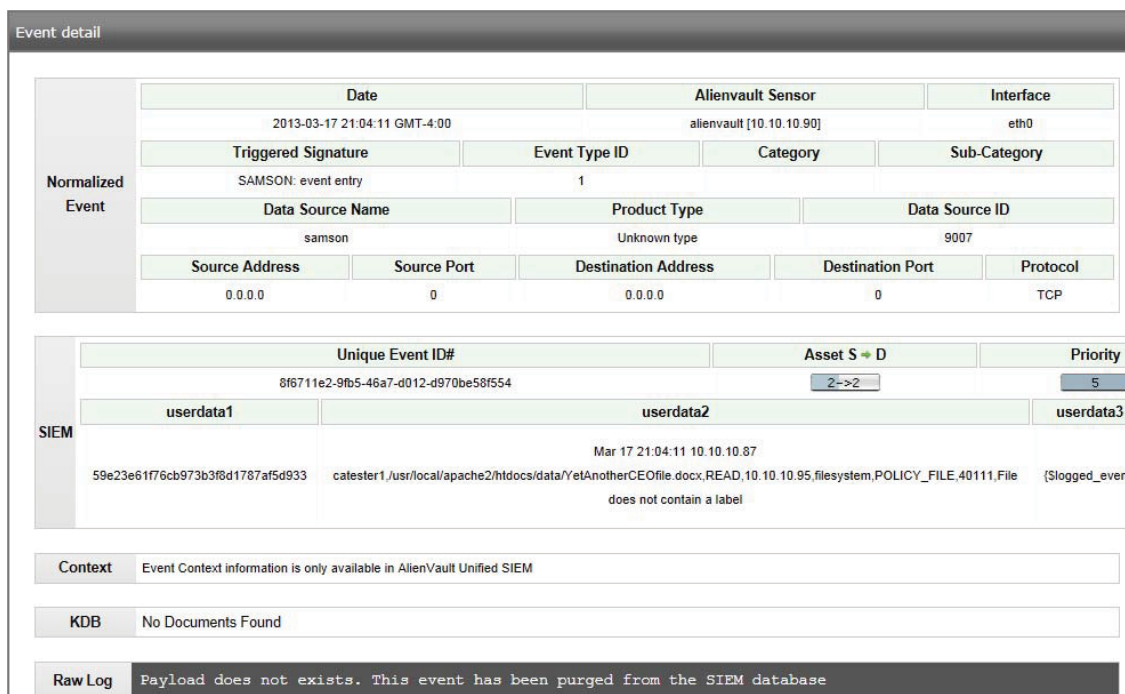 Event detail
Date Alienvault Sensor Interface
2013-03-17 21:04:11 GMT-4:00 alienvault [10.10.10.90] eth0
Triggered Signature Event Type ID Category Sub-Category
SAMSON: event entry 1
Normalized Event
Data Source Name Product Type Data Source ID
samson Unknown type 9007
Source Address Source Port Destination Address Destination Port Protocol
0.0.0.0 0 0.0.0.0 0 TCP
Unique Event ID# Asset S D Priority
8f6711e2-9fb5-46a7-d012-d970be58f554 2->2 5
userdata1 userdata2 userdata3
SIEM
Mar 17 21:04:11 10.10.10.87
59e23e61f76cb973b3f8d1787af5d933 catester1,/usr/local/apache2/htdocs/data/YetAnotherCEOfile.docx,READ,10.10.10.95,filesystem,POLICY_FILE,40111,File {$logged_ever
does not contain a label
Context Event Context information is only available in AlienVault Unified SIEM
KDB No Documents Found
Raw Log Payload does not exists. This event has been purged from the SIEM database